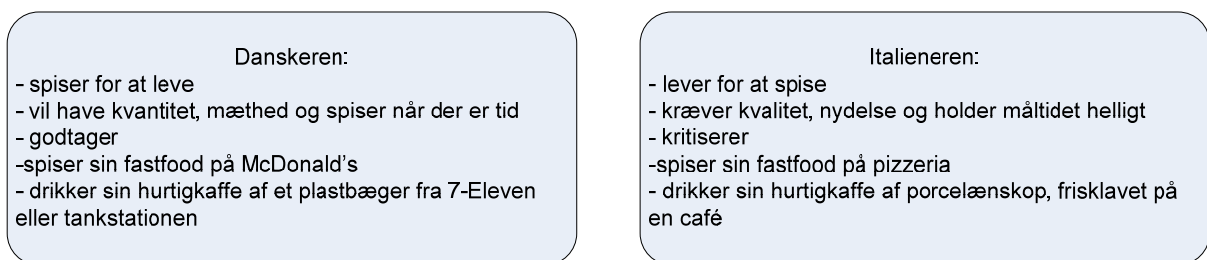 Danskeren:
- spiser for at leve
- vil have kvantitet, mæthed og spiser når der er tid
- godtager
-spiser sin fastfood på McDonald's
- drikker sin hurtigkaffe af et plastbæger fra 7-Eleven
eller tankstationen
Italieneren:
- lever for at spise
- kræver kvalitet, nydelse og holder måltidet helligt
- kritiserer
-spiser sin fastfood på pizzeria
- drikker sin hurtigkaffe af porcelænskop, frisklavet på
en café